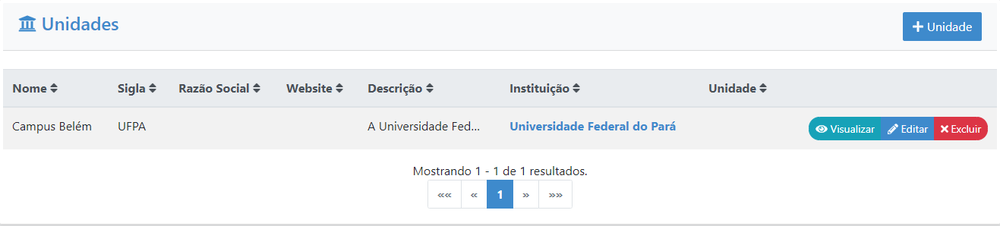 Unidades
+ Unidade
Nome Sigla Razão Social Website Descrição Instituição Unidade
Campus Belém UFPA A Universidade Fed... Universidade Federal do Pará Visualizar Editar Excluir
Mostrando 1 - 1 de 1 resultados.
«« « 1 » »»